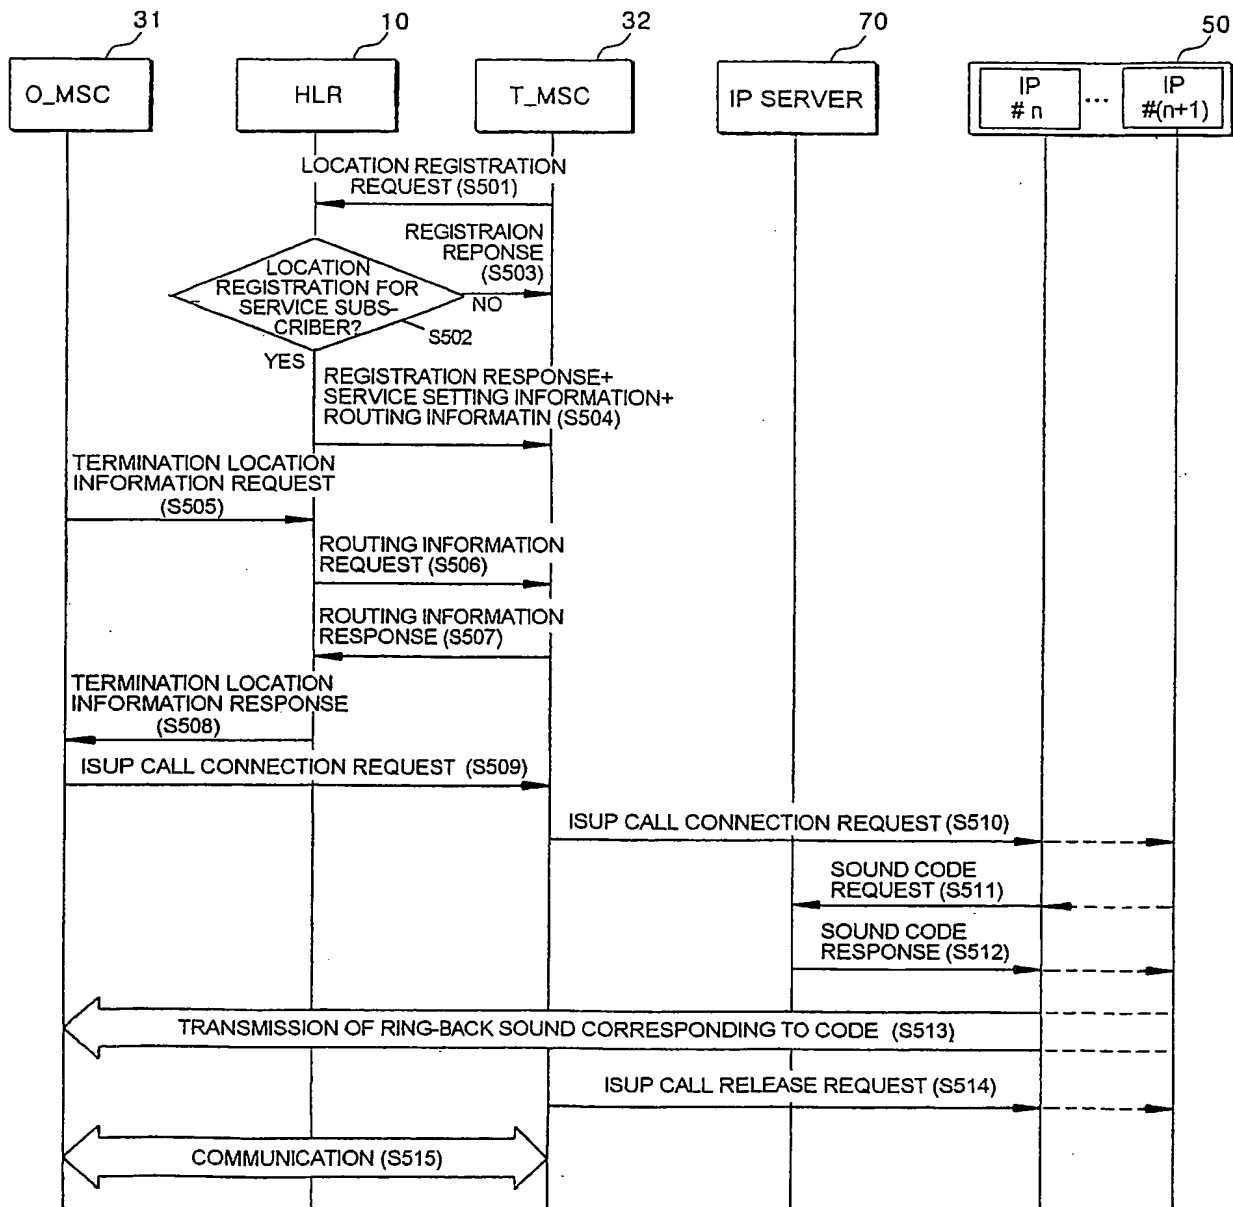 31
10
32
70
50
O_MSC
HLR
T_MSC
IP SERVER
IP
# n
...
IP
#(n+1)
LOCATION REGISTRATION
REQUEST (S501)
REGISTRAION
REPONSE
(S503)
LOCATION
REGISTRATION FOR
SERVICE SUBS-
CRIBER?
NO
S502
YES
REGISTRATION RESPONSE+
SERVICE SETTING INFORMATION+
ROUTING INFORMATIN (S504)
TERMINATION LOCATION
INFORMATION REQUEST
(S505)
ROUTING INFORMATION
REQUEST (S506)
ROUTING INFORMATION
RESPONSE (S507)
TERMINATION LOCATION
INFORMATION RESPONSE
(S508)
ISUP CALL CONNECTION REQUEST (S509)
ISUP CALL CONNECTION REQUEST (S510)
SOUND CODE
REQUEST (S511)
SOUND CODE
RESPONSE (S512)
TRANSMISSION OF RING-BACK SOUND CORRESPONDING TO CODE (S513)
ISUP CALL RELEASE REQUEST (S514)
COMMUNICATION (S515)